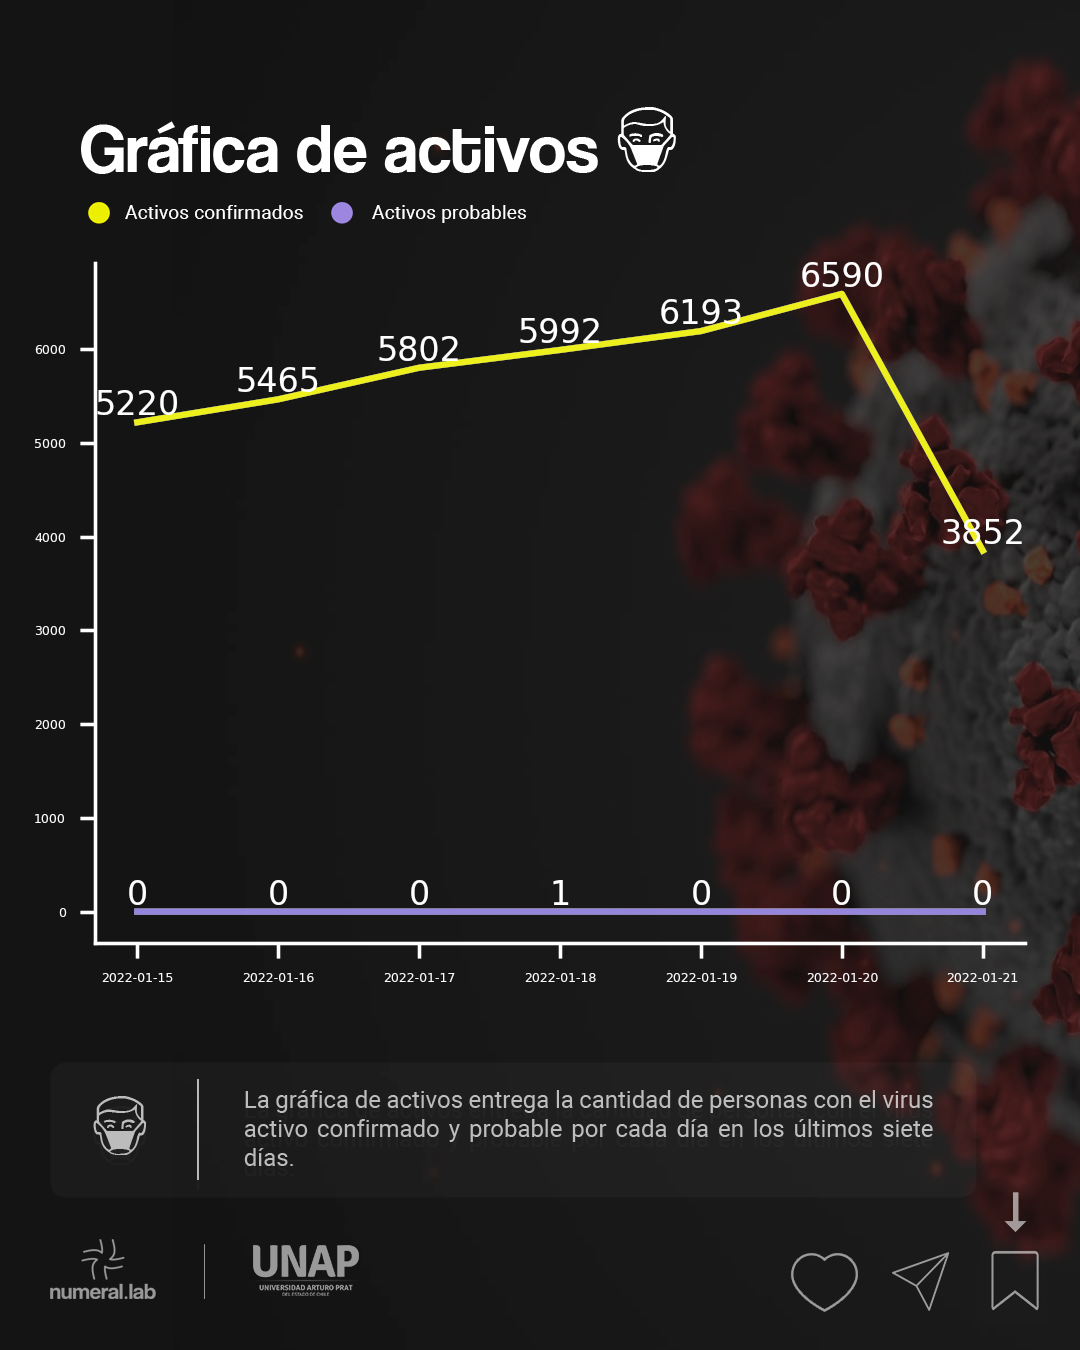 Gráfica de activos
Activos confirmados Activos probables
6590
6193
5992
5802
5465
5220
3852
6000
5000
4000
3000
2000
1000
0
0 0 0 1 0 0 0
2022-01-15 2022-01-16 2022-01-17 2022-01-18 2022-01-19 2022-01-20 2022-01-21
La gráfica de activos entrega la cantidad de personas con el virus
activo confirmado y probable por cada día en los últimos siete
días.
numeral.lab
UNAP
UNIVERSIDAD ARTURO PRAT
DEL ESTADO DE CHILE